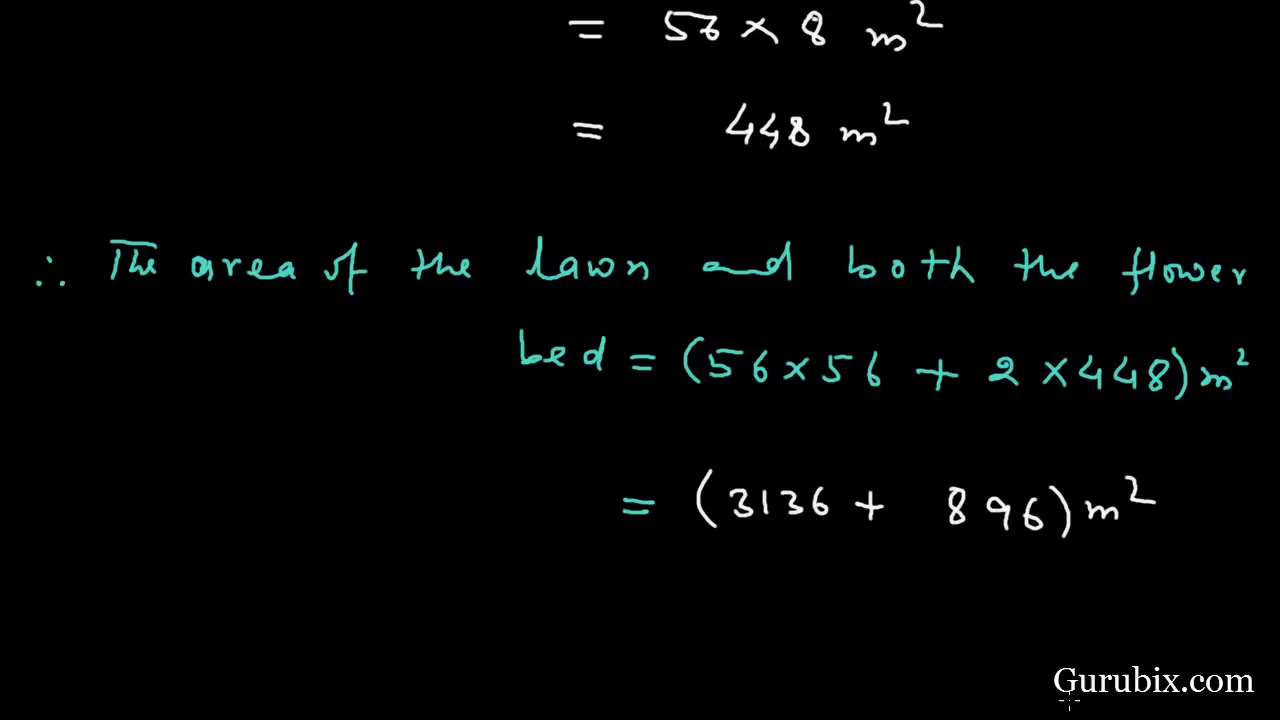 = 56 × 8 m²
= 448 m²
∴ The area of the lawn and both the flower
bed = (56 × 56 + 2 × 448) m²
= (3136 + 896) m²
Gurubix.com